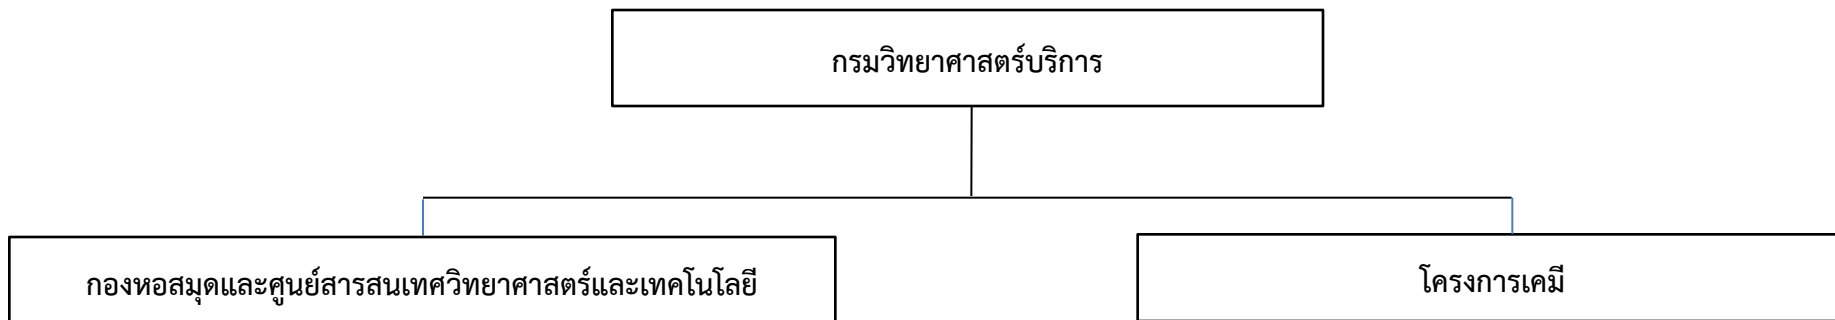 กรมวิทยาศาสตร์บริการ
กองหอสมุดและศูนย์สารสนเทศวิทยาศาสตร์และเทคโนโลยี
โครงการเคมี